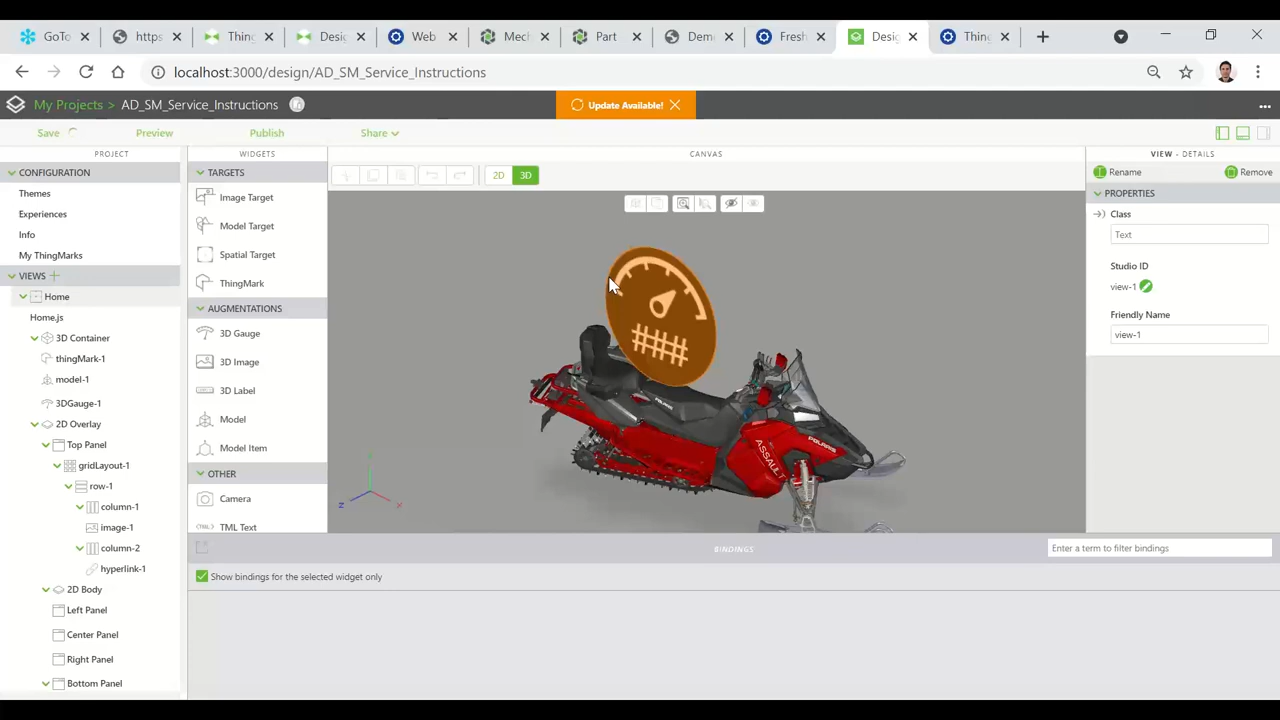 GoTo https Thing Desig Web Mech Part Demo Fresh Desig Thing
localhost:3000/design/AD_SM_Service_Instructions
My Projects > AD_SM_Service_Instructions
Update Available!
Save Preview Publish Share
PROJECT WIDGETS CANVAS VIEW - DETAILS
CONFIGURATION
Themes
Experiences
Info
My ThingMarks
VIEWS
Home
Home.js
3D Container
thingMark-1
model-1
3DGauge-1
2D Overlay
Top Panel
gridLayout-1
row-1
column-1
image-1
column-2
hyperlink-1
2D Body
Left Panel
Center Panel
Right Panel
Bottom Panel
TARGETS
Image Target
Model Target
Spatial Target
ThingMark
AUGMENTATIONS
3D Gauge
3D Image
3D Label
Model
Model Item
OTHER
Camera
TML TML Text
2D 3D
####
ASSAULT
POLARIS
POLARIS
Y
Z X
Rename Remove
PROPERTIES
Class
Text
Studio ID
view-1
Friendly Name
view-1
BINDINGS
Enter a term to filter bindings
Show bindings for the selected widget only